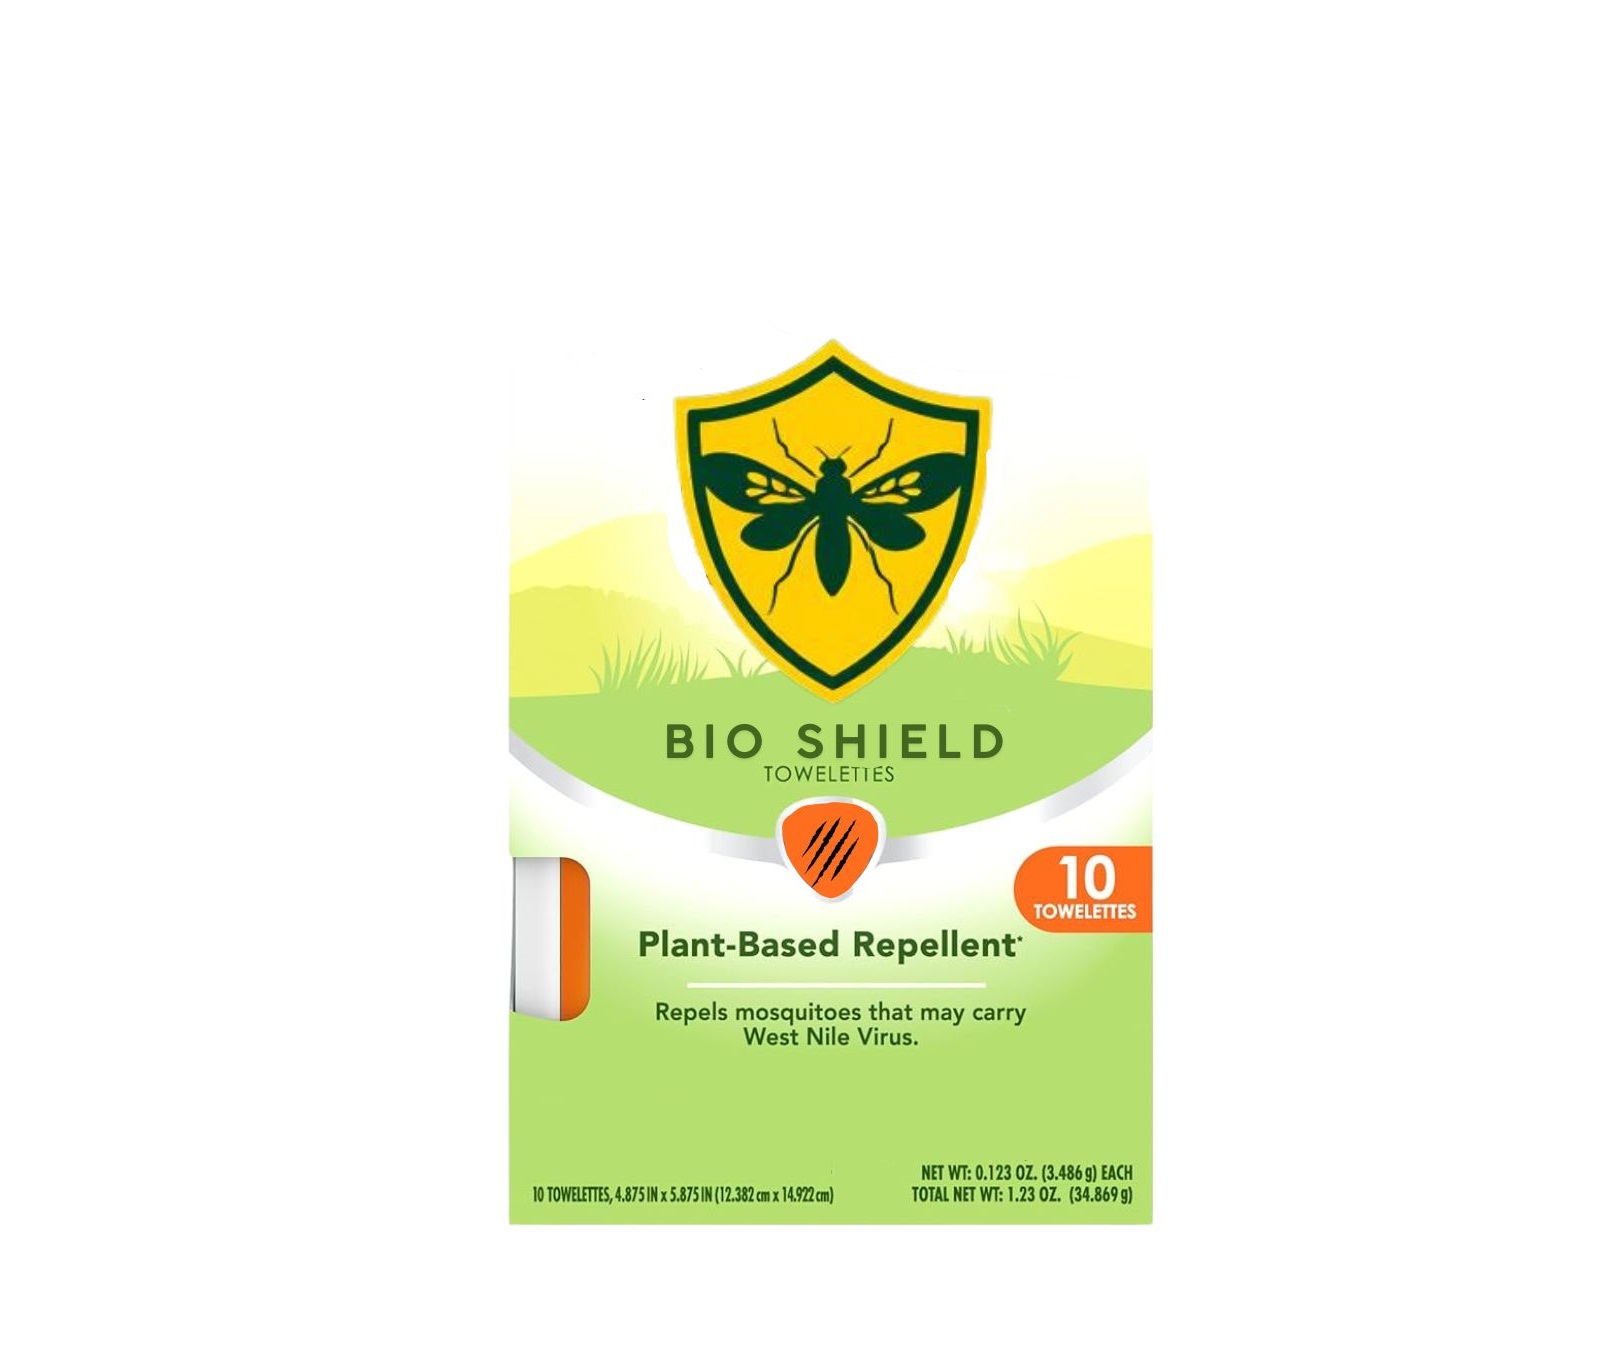 BIO SHIELD
TOWELETTES
10
TOWELETTES
Plant-Based Repellent*
Repels mosquitoes that may carry
West Nile Virus.
NET WT: 0.123 OZ. (3.486 g) EACH
10 TOWELETTES, 4.875 IN x 5.875 IN (12.382 cm x 14.922 cm)
TOTAL NET WT: 1.23 OZ. (34.869 g)